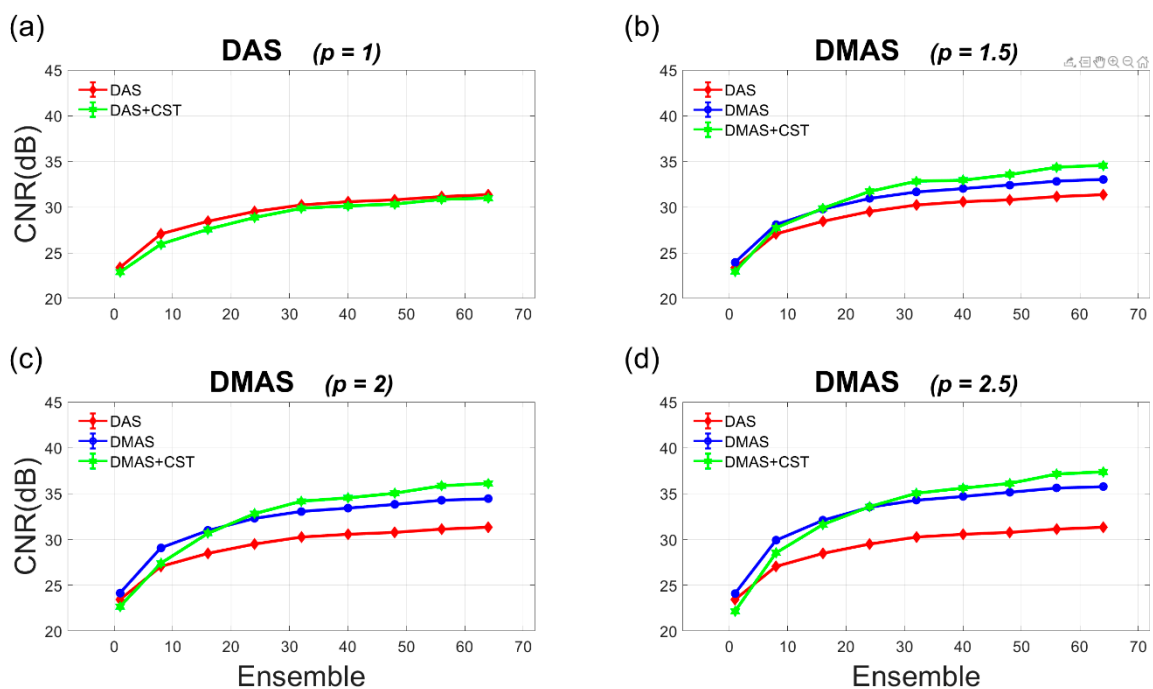 (a)
DAS (p = 1)
CNR(dB)
45
40
35
30
25
20
DAS
DAS+CST
0 10 20 30 40 50 60 70
(b)
DMAS (p = 1.5)
45
40
35
30
25
20
DAS
DMAS
DMAS+CST
0 10 20 30 40 50 60 70
(c)
DMAS (p = 2)
CNR(dB)
45
40
35
30
25
20
DAS
DMAS
DMAS+CST
0 10 20 30 40 50 60 70
Ensemble
(d)
DMAS (p = 2.5)
45
40
35
30
25
20
DAS
DMAS
DMAS+CST
0 10 20 30 40 50 60 70
Ensemble